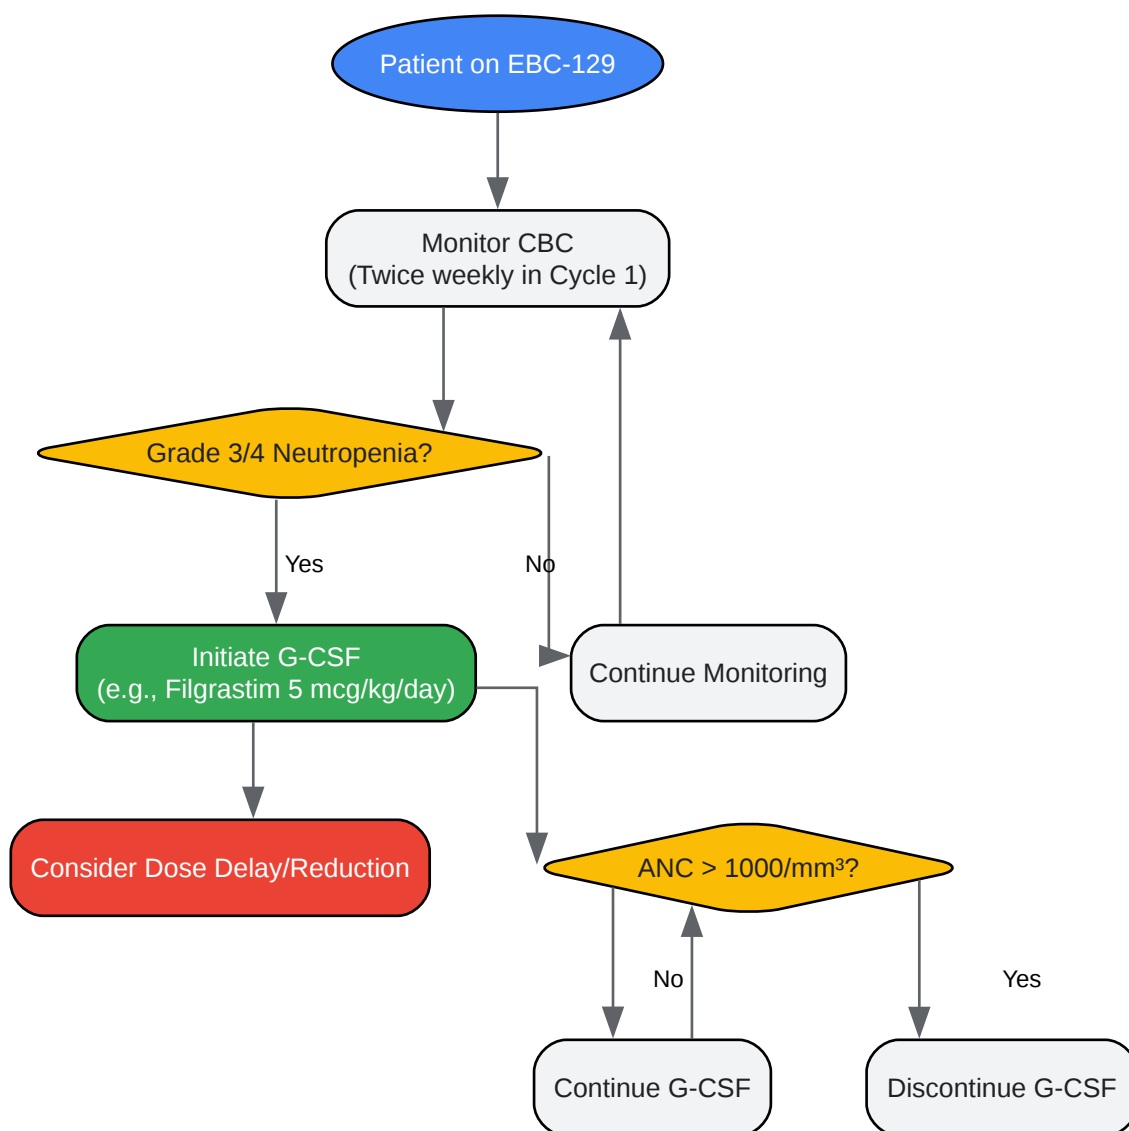 Patient on EBC-129
Monitor CBC
(Twice weekly in Cycle 1)
Grade 3/4 Neutropenia?
Yes
No
Initiate G-CSF
(e.g., Filgrastim 5 mcg/kg/day)
Continue Monitoring
Consider Dose Delay/Reduction
ANC > 1000/mm³?
No
Yes
Continue G-CSF
Discontinue G-CSF